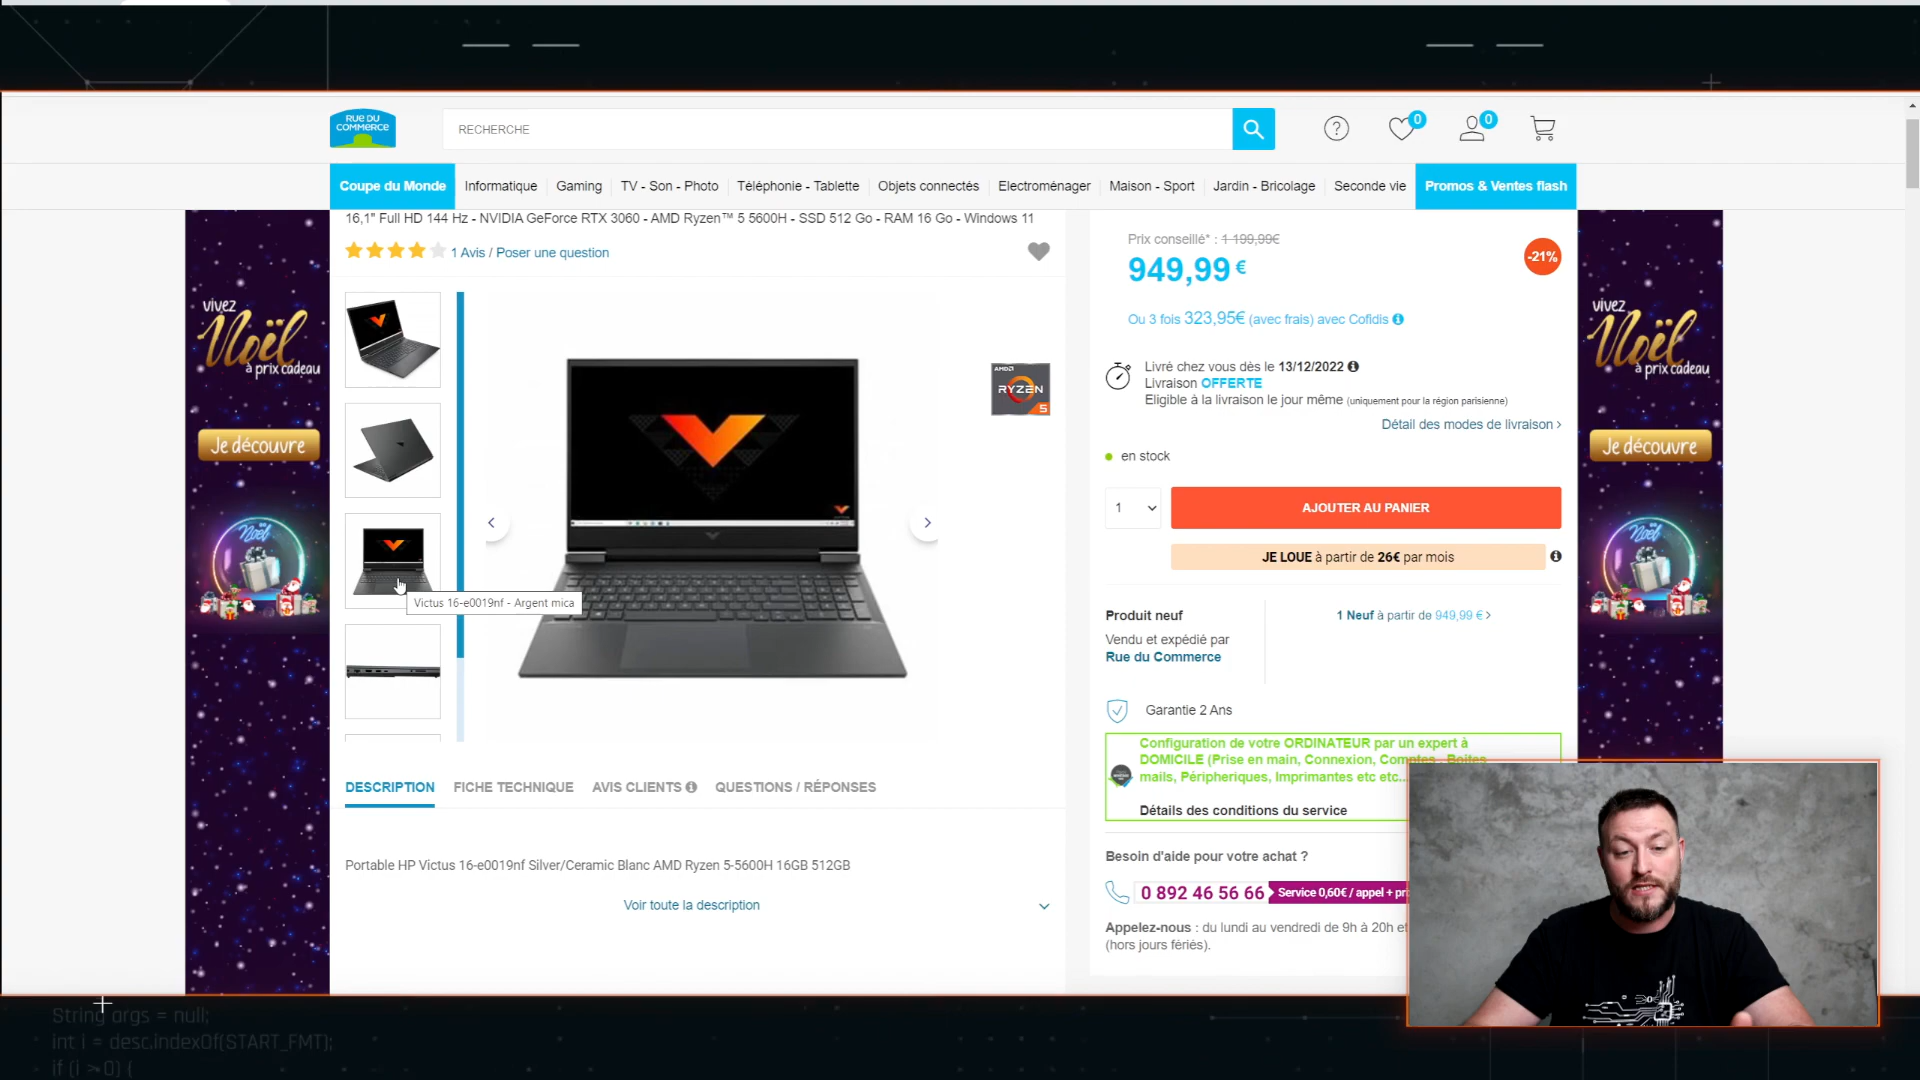 RUE DU
COMMERCE
RECHERCHE
0
0
Coupe du Monde
Informatique
Gaming
TV - Son - Photo
Téléphonie - Tablette
Objets connectés
Electroménager
Maison - Sport
Jardin - Bricolage
Seconde vie
Promos & Ventes flash
16,1" Full HD 144 Hz - NVIDIA GeForce RTX 3060 - AMD Ryzen™ 5 5600H - SSD 512 Go - RAM 16 Go - Windows 11
1 Avis / Poser une question
vivez
Noël
à prix cadeau
Je découvre
Noël
AMD
RYZEN
5
Victus 16-e0019nf - Argent mica
DESCRIPTION
FICHE TECHNIQUE
AVIS CLIENTS
QUESTIONS / RÉPONSES
Portable HP Victus 16-e0019nf Silver/Ceramic Blanc AMD Ryzen 5-5600H 16GB 512GB
Voir toute la description
Prix conseillé* : 1 199,99€
949,99 €
-21%
Ou 3 fois 323,95€ (avec frais) avec Cofidis
Livré chez vous dès le 13/12/2022
Livraison OFFERTE
Eligible à la livraison le jour même (uniquement pour la région parisienne)
Détail des modes de livraison >
en stock
1
AJOUTER AU PANIER
JE LOUE à partir de 26€ par mois
Produit neuf
Vendu et expédié par
Rue du Commerce
1 Neuf à partir de 949,99 € >
Garantie 2 Ans
Configuration de votre ORDINATEUR par un expert à
DOMICILE (Prise en main, Connexion, Comptes, Boites
mails, Péripheriques, Imprimantes etc etc..
Détails des conditions du service
Besoin d'aide pour votre achat ?
0 892 46 56 66 Service 0,60€ / appel + pri
Appelez-nous : du lundi au vendredi de 9h à 20h et
(hors jours fériés).
vivez
Noël
à prix cadeau
Je découvre
Noël
String args = null;
int i = desc.indexOf(START_FMT);
if (i > 0) {